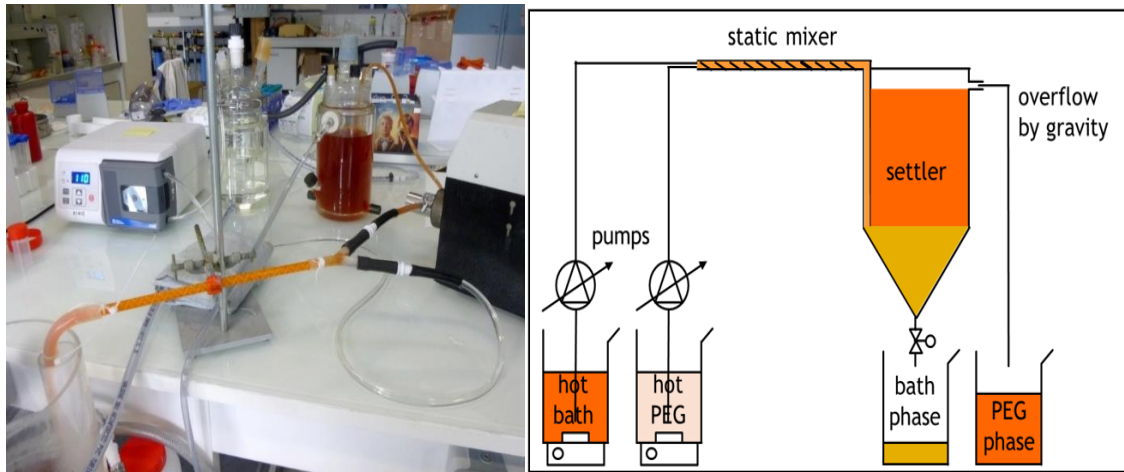 110
static mixer
overflow
by gravity
settler
pumps
hot
bath
hot
PEG
bath
phase
PEG
phase